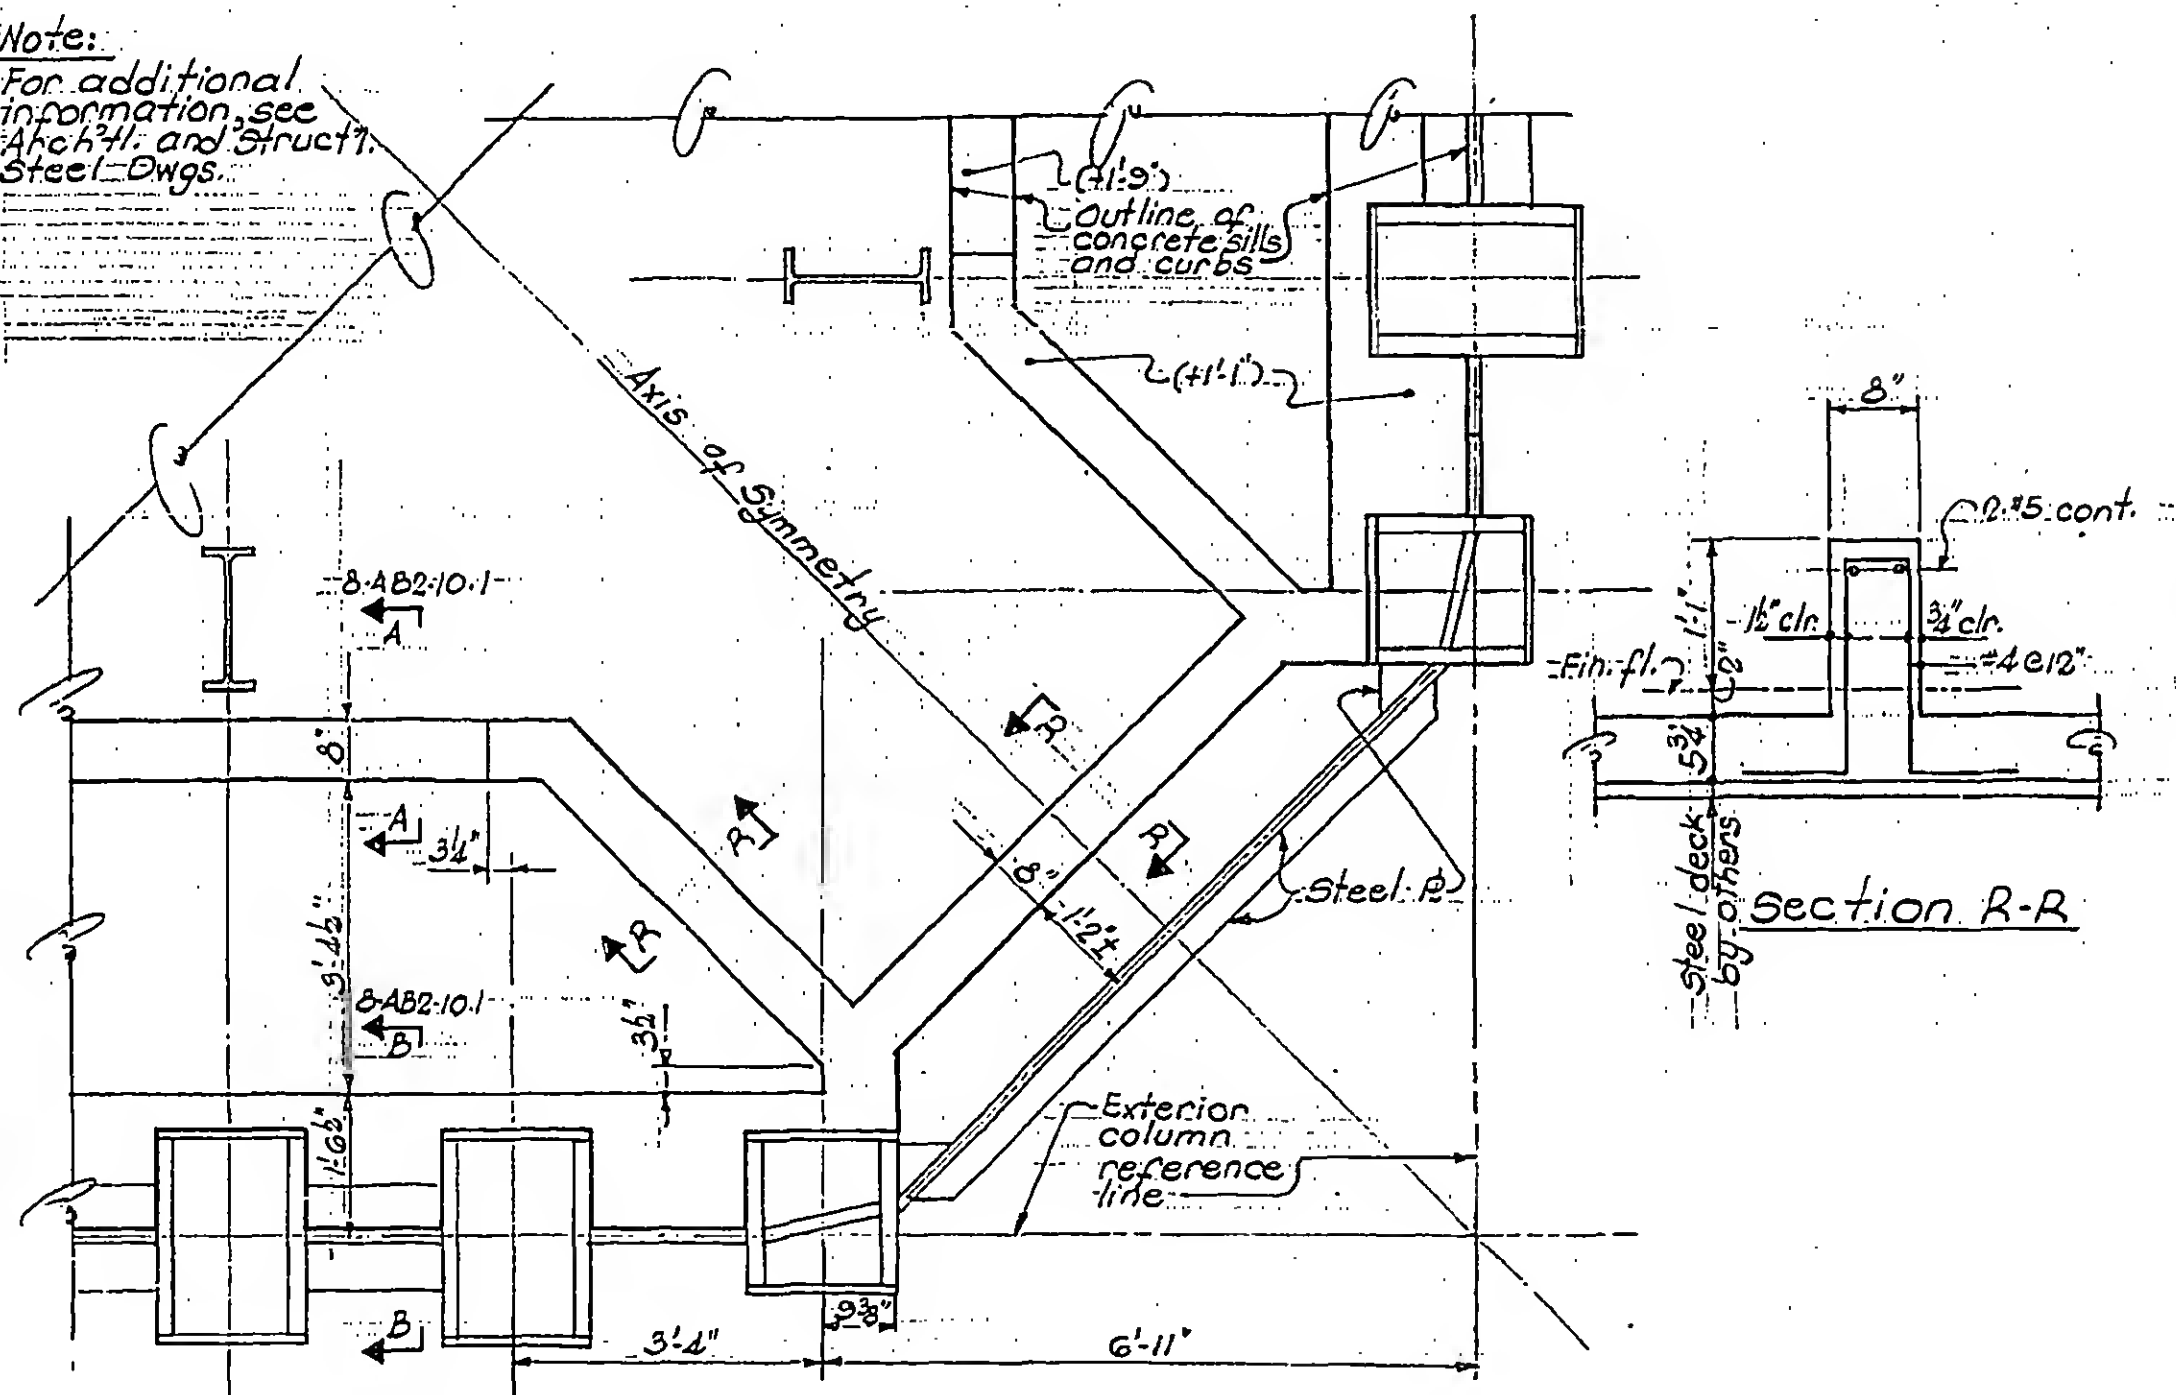 Note:
For additional
information, see
Arch'tl. and Struct'l.
Steel Dwgs.
(+1'-9")
Outline of
concrete sills
and curbs
(+1'-1")
Axis of Symmetry
8"
2-#5 cont.
1'-1"
1½" clr.
¾" clr.
Fin. fl.
2"
#4@12"
5¾"
Steel deck
by others
Section R-R
8-AB2-10.1
A
8"
A
3¼"
R
R
R
R
8"
1'-2"±
Steel ℙ
3'-4½"
8-AB2-10.1
B
3½"
1'-6½"
Exterior
column
reference
line
B
9⅜"
3'-4"
6'-11"